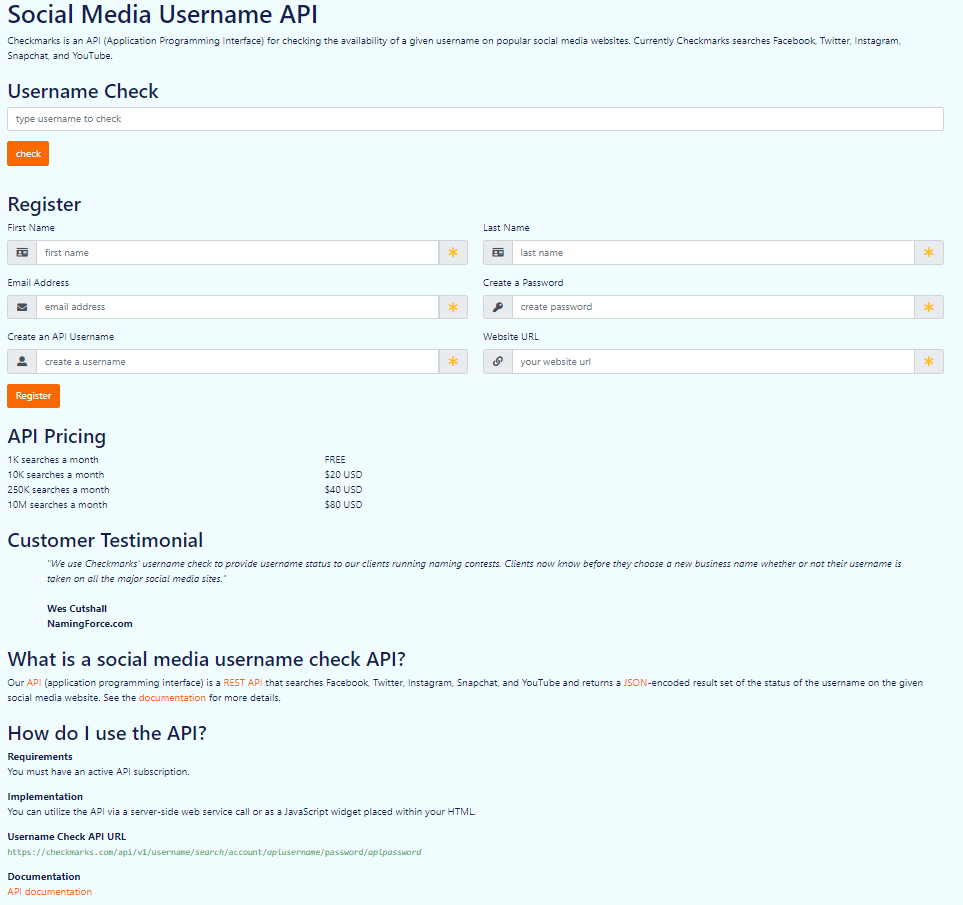 Social Media Username API
Checkmarks is an API (Application Programming Interface) for checking the availability of a given username on popular social media websites. Currently Checkmarks searches Facebook, Twitter, Instagram,
Snapchat, and YouTube.
Username Check
type username to check
check
Register
First Name
Last Name
first name
last name
Email Address
Create a Password
email address
create password
Create an API Username
Website URL
create a username
your website url
Register
API Pricing
1K searches a month FREE
10K searches a month $20 USD
250K searches a month $40 USD
10M searches a month $80 USD
Customer Testimonial
"We use Checkmarks' username check to provide username status to our clients running naming contests. Clients now know before they choose a new business name whether or not their username is
taken on all the major social media sites."
Wes Cutshall
NamingForce.com
What is a social media username check API?
Our API (application programming interface) is a REST API that searches Facebook, Twitter, Instagram, Snapchat, and YouTube and returns a JSON-encoded result set of the status of the username on the given
social media website. See the documentation for more details.
How do I use the API?
Requirements
You must have an active API subscription.
Implementation
You can utilize the API via a server-side web service call or as a JavaScript widget placed within your HTML.
Username Check API URL
https://checkmarks.com/api/v1/username/search/account/apiusername/password/apipassword
Documentation
API documentation